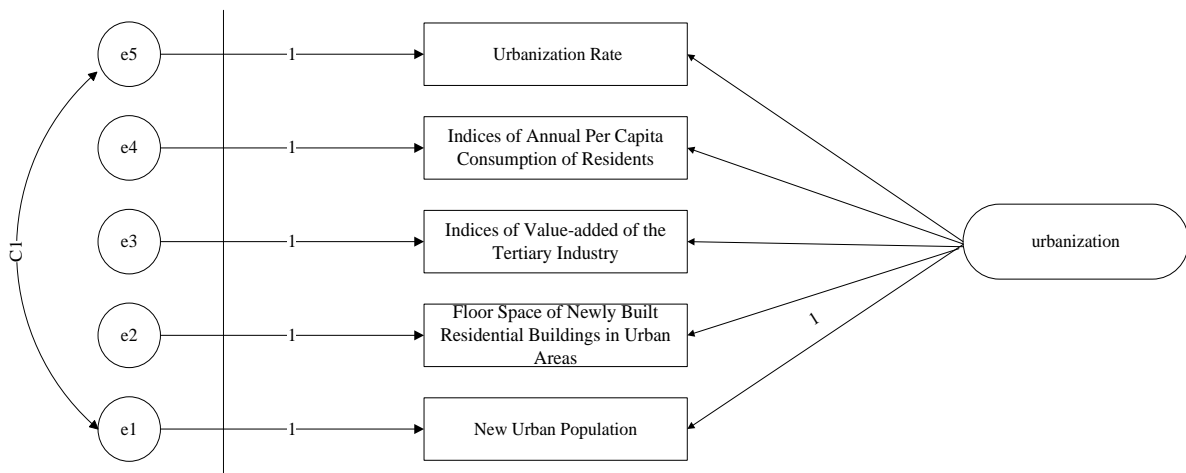 e5
1
Urbanization Rate
e4
1
Indices of Annual Per Capita
Consumption of Residents
C1
e3
1
Indices of Value-added of the
Tertiary Industry
urbanization
e2
1
Floor Space of Newly Built
Residential Buildings in Urban
Areas
1
e1
1
New Urban Population